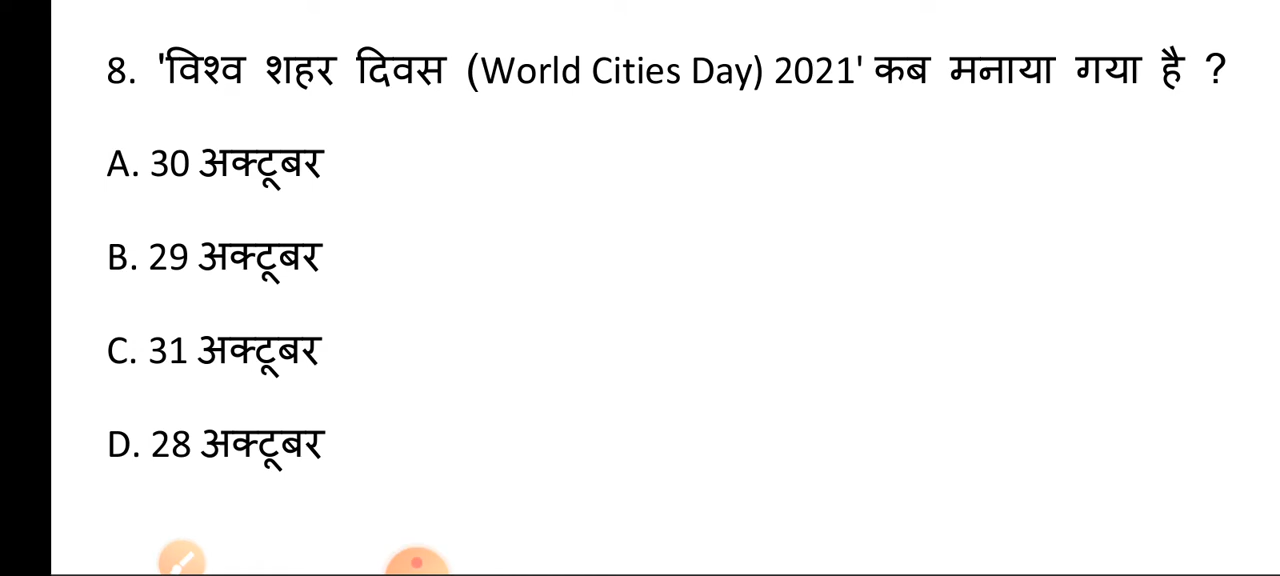 8. 'विश्व शहर दिवस (World Cities Day) 2021' कब मनाया गया है ?
A. 30 अक्टूबर
B. 29 अक्टूबर
C. 31 अक्टूबर
D. 28 अक्टूबर